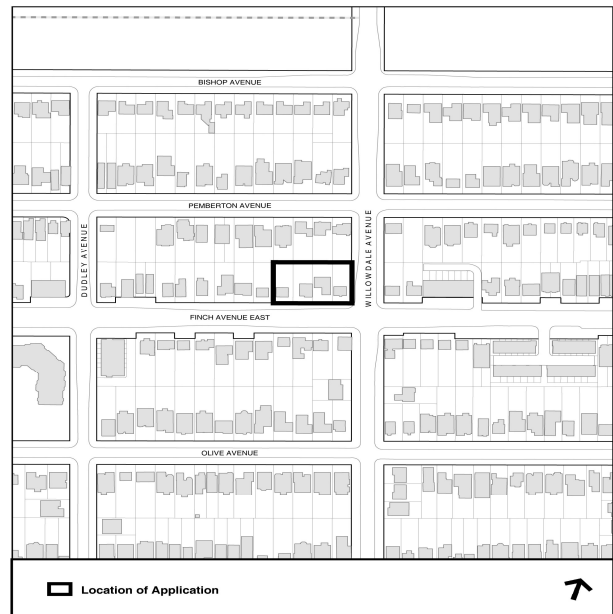 BISHOP AVENUE
PEMBERTON AVENUE
DUDLEY AVENUE
WILLOWDALE AVENUE
FINCH AVENUE EAST
OLIVE AVENUE
Location of Application